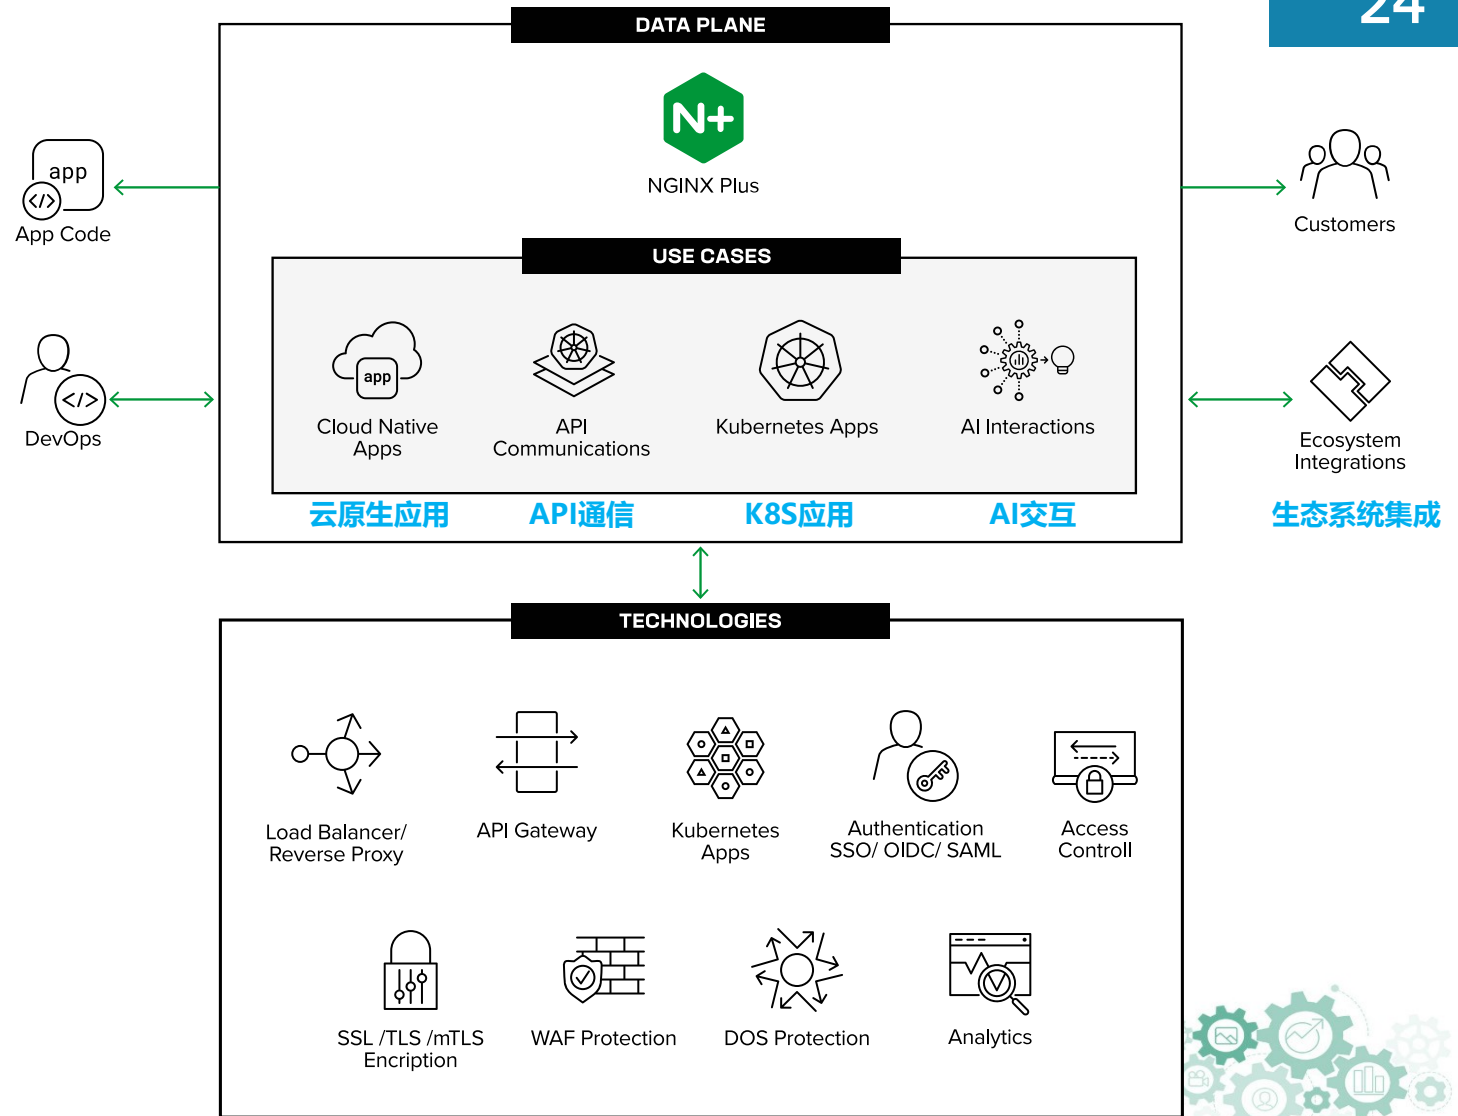 24
DATA PLANE
N+
NGINX Plus
app
</>
App Code
Customers
USE CASES
app
Cloud Native
Apps
API
Communications
Kubernetes Apps
AI Interactions
</>
DevOps
Ecosystem
Integrations
云原生应用
API通信
K8S应用
AI交互
生态系统集成
TECHNOLOGIES
Load Balancer/
Reverse Proxy
API Gateway
Kubernetes
Apps
Authentication
SSO/ OIDC/ SAML
Access
Controll
SSL /TLS /mTLS
Encription
WAF Protection
DOS Protection
Analytics